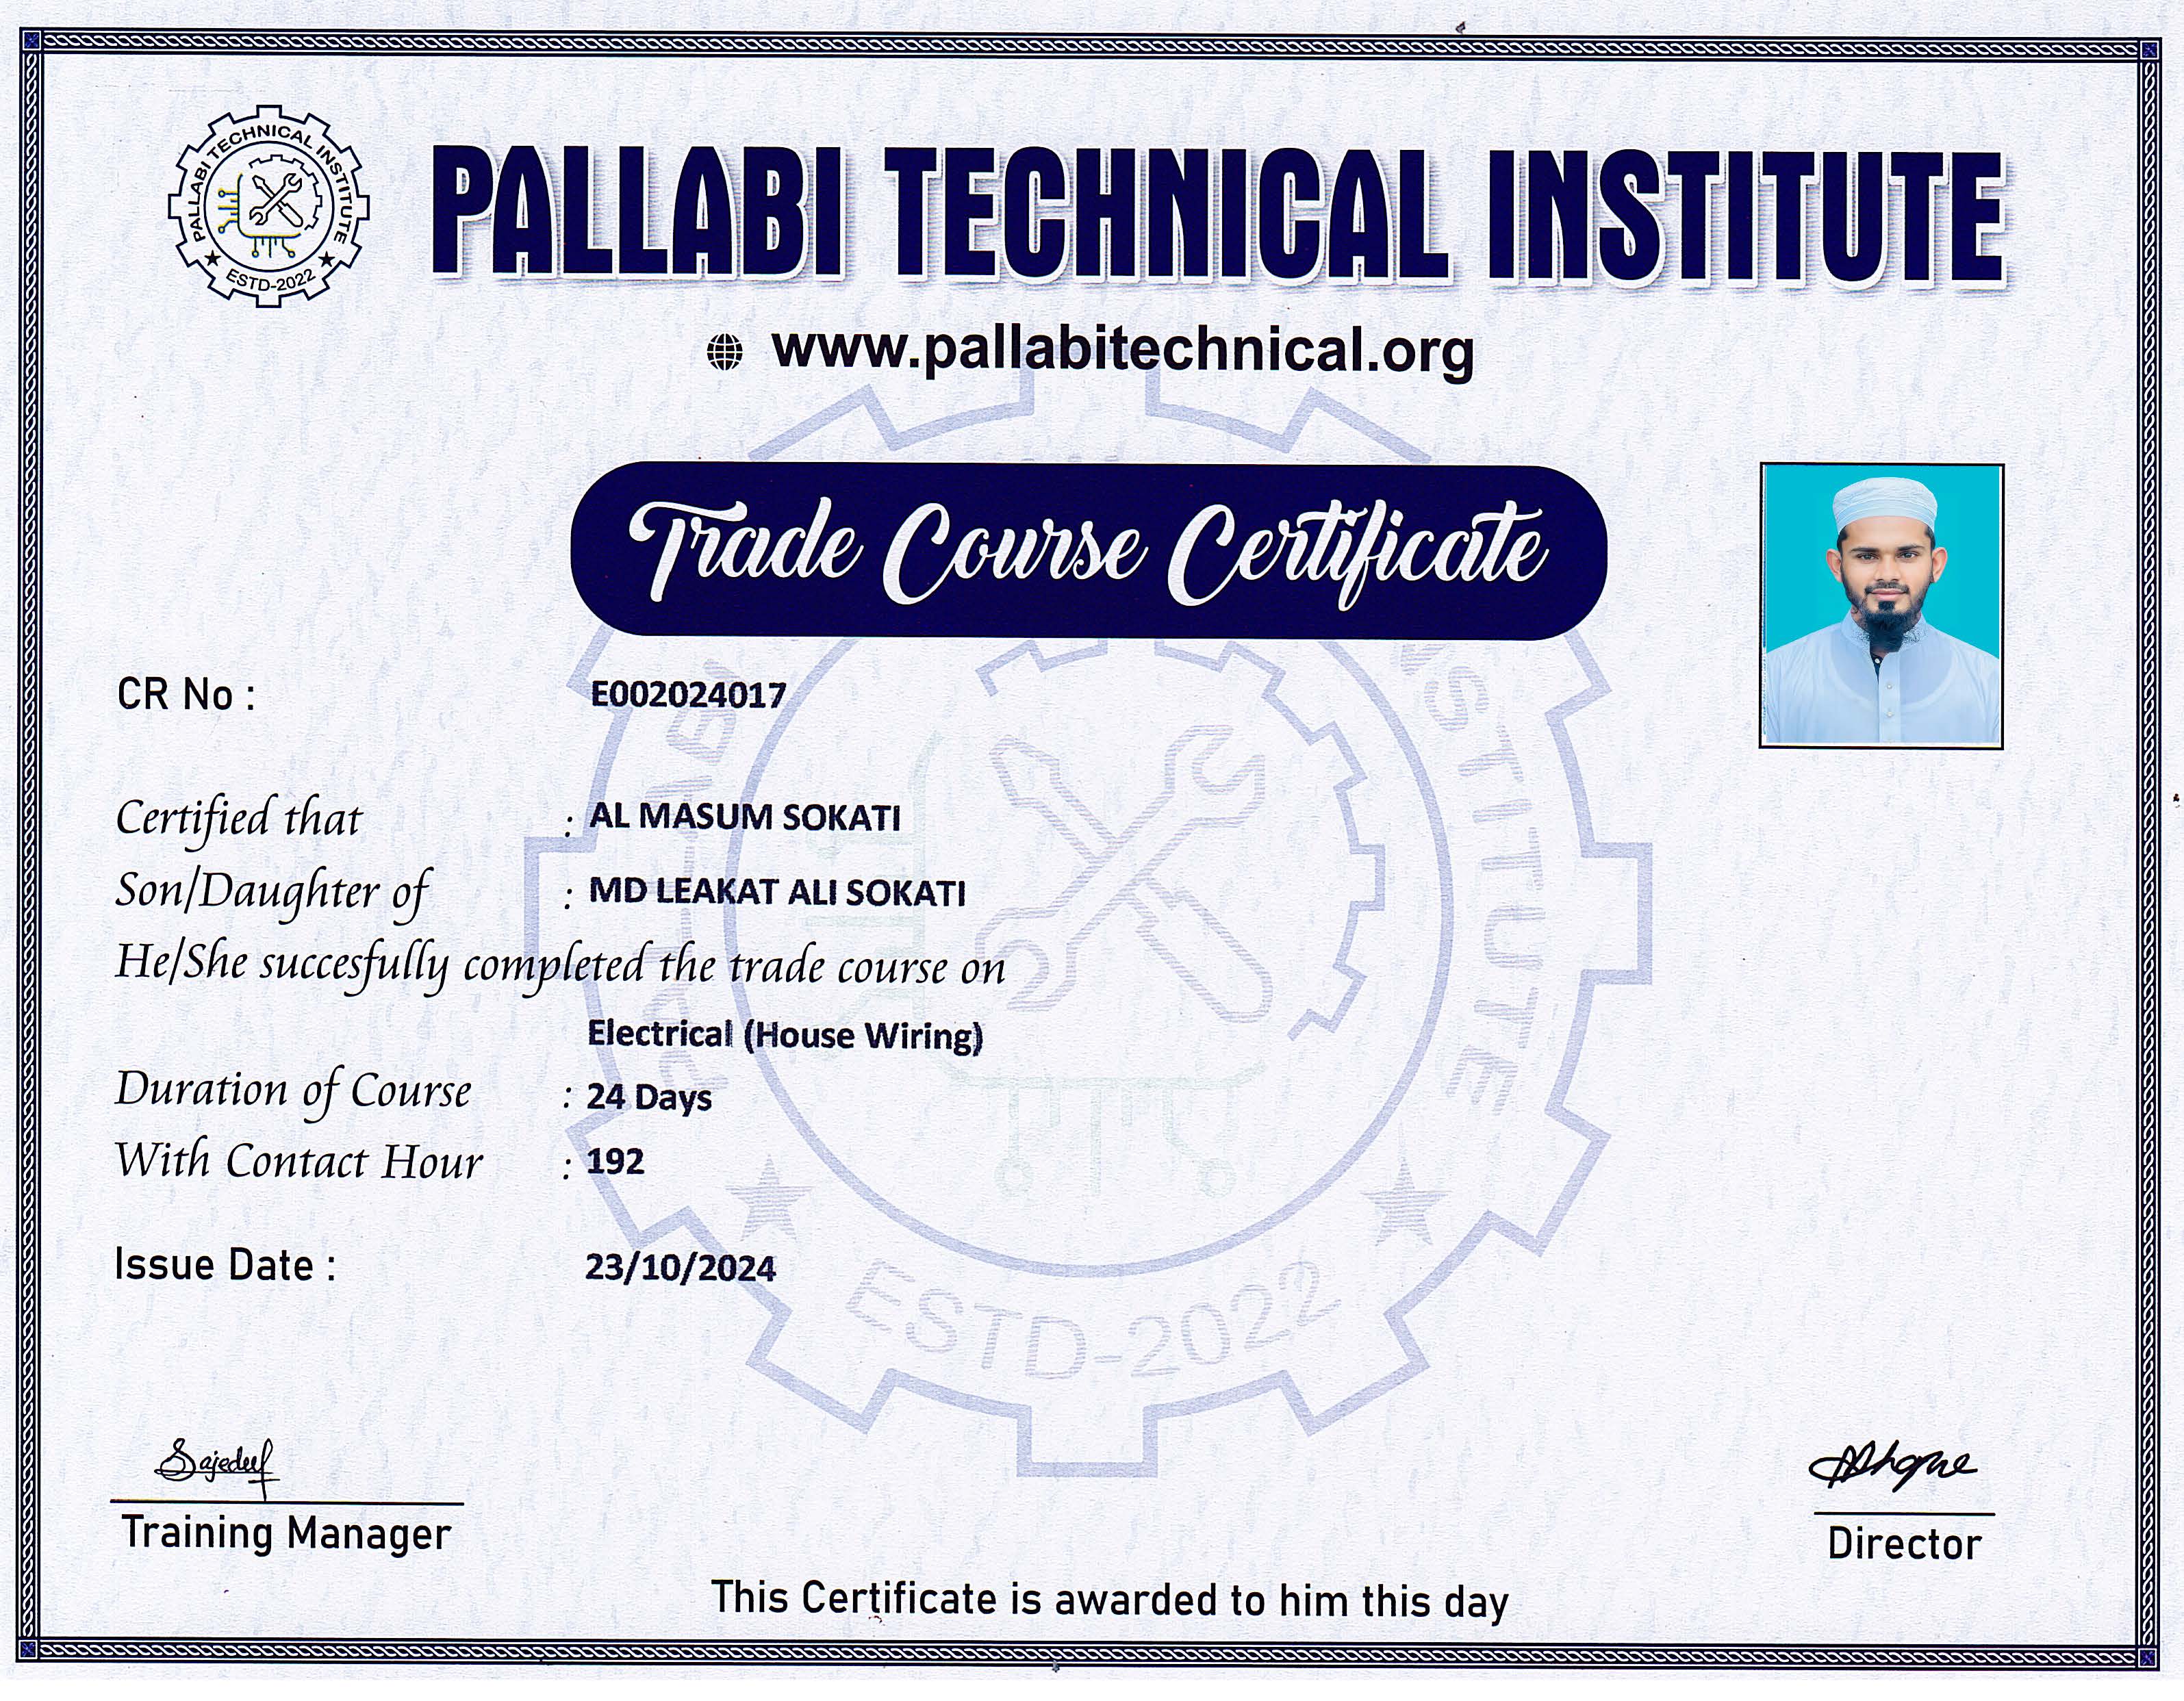 PALLABI TECHNICAL INSTITUTE
ESTD-2022
PALLABI TECHNICAL INSTITUTE
www.pallabitechnical.org
Trade Course Certificate
CR No : E002024017
Certified that : AL MASUM SOKATI
Son/Daughter of : MD LEAKAT ALI SOKATI
He/She succesfully completed the trade course on
Electrical (House Wiring)
Duration of Course : 24 Days
With Contact Hour : 192
Issue Date : 23/10/2024
ESTD-2022
Sajedul
Training Manager
Director
This Certificate is awarded to him this day